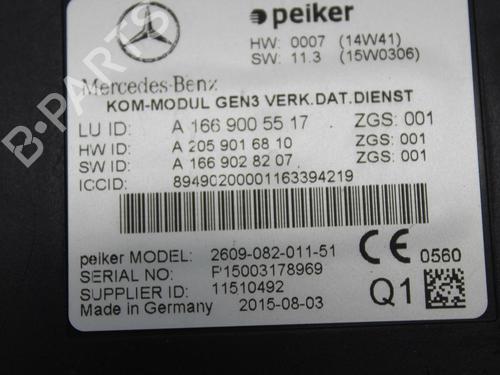 peiker
HW: 0007 (14W41)
SW: 11.3 (15W0306)
Mercedes-Benz
KOM-MODUL GEN3 VERK.DAT.DIENST
LU ID: A 166 900 55 17 ZGS: 001
HW ID: A 205 901 68 10 ZGS: 001
SW ID: A 166 902 82 07 ZGS: 001
ICCID: 89490200001163394219
peiker MODEL: 2609-082-011-51
SERIAL NO: P15003178969
SUPPLIER ID: 11510492
Made in Germany 2015-08-03
CE 0560
Q1
B-PARTS